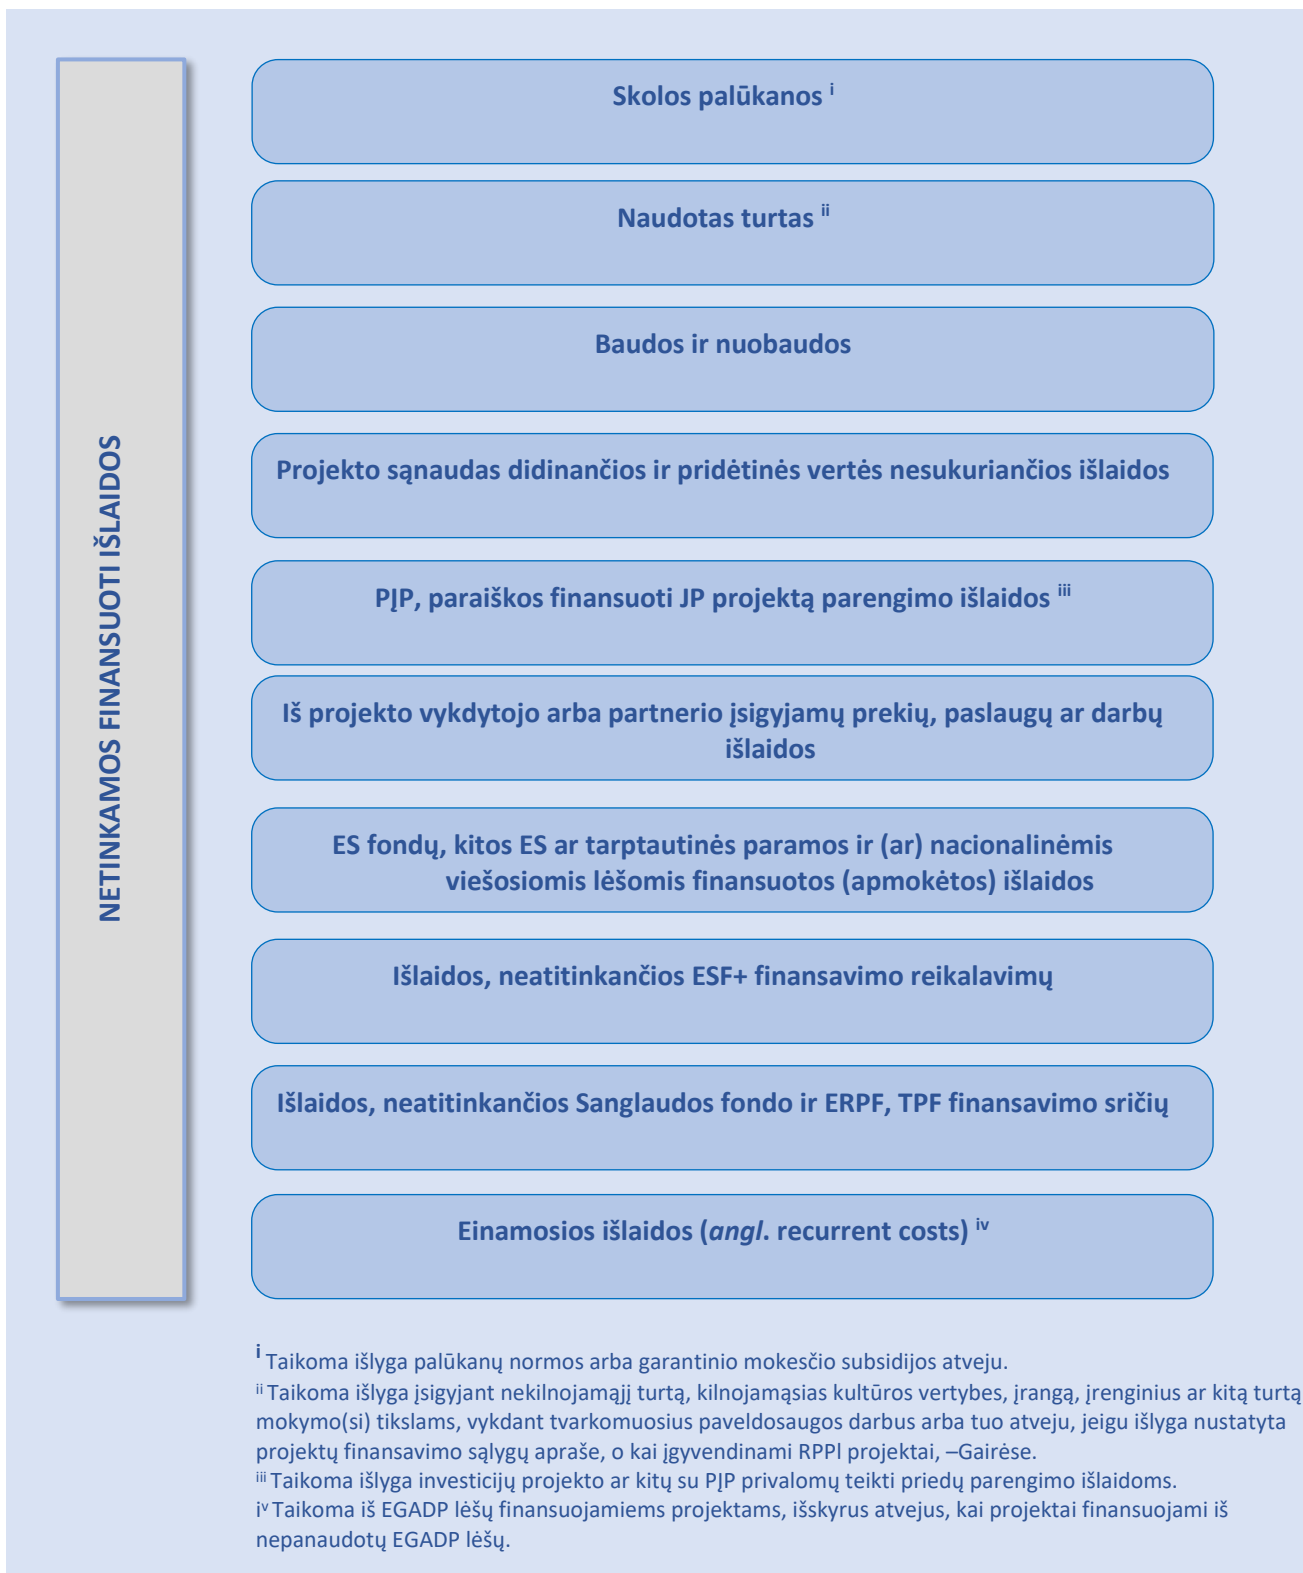 NETINKAMOS FINANSUOTI IŠLAIDOS
Skolos palūkanos i
Naudotas turtas ii
Baudos ir nuobaudos
Projekto sąnaudas didinančios ir pridėtinės vertės nesukuriančios išlaidos
PĮP, paraiškos finansuoti JP projektą parengimo išlaidos iii
Iš projekto vykdytojo arba partnerio įsigyjamų prekių, paslaugų ar darbų
išlaidos
ES fondų, kitos ES ar tarptautinės paramos ir (ar) nacionalinėmis
viešosiomis lėšomis finansuotos (apmokėtos) išlaidos
Išlaidos, neatitinkančios ESF+ finansavimo reikalavimų
Išlaidos, neatitinkančios Sanglaudos fondo ir ERPF, TPF finansavimo sričių
Einamosios išlaidos (angl. recurrent costs) iv
i Taikoma išlyga palūkanų normos arba garantinio mokesčio subsidijos atveju.
ii Taikoma išlyga įsigyjant nekilnojamąjį turtą, kilnojamąsias kultūros vertybes, įrangą, įrenginius ar kitą turtą
mokymo(si) tikslams, vykdant tvarkomuosius paveldosaugos darbus arba tuo atveju, jeigu išlyga nustatyta
projektų finansavimo sąlygų apraše, o kai įgyvendinami RPPl projektai, –Gairėse.
iii Taikoma išlyga investicijų projekto ar kitų su PĮP privalomų teikti priedų parengimo išlaidoms.
iv Taikoma iš EGADP lėšų finansuojamiems projektams, išskyrus atvejus, kai projektai finansuojami iš
nepanaudotų EGADP lėšų.